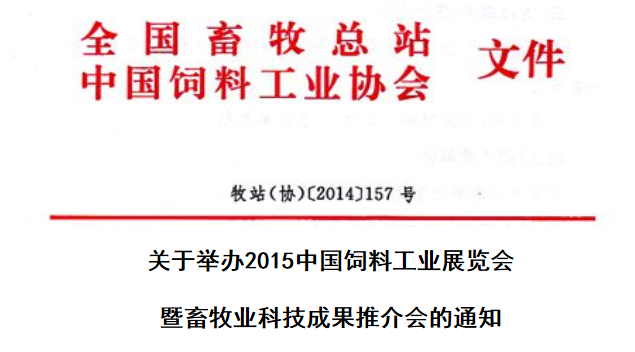 全国畜牧总站
中国饲料工业协会
文件
牧站(协)〔2014〕157号
关于举办2015中国饲料工业展览会
暨畜牧业科技成果推介会的通知